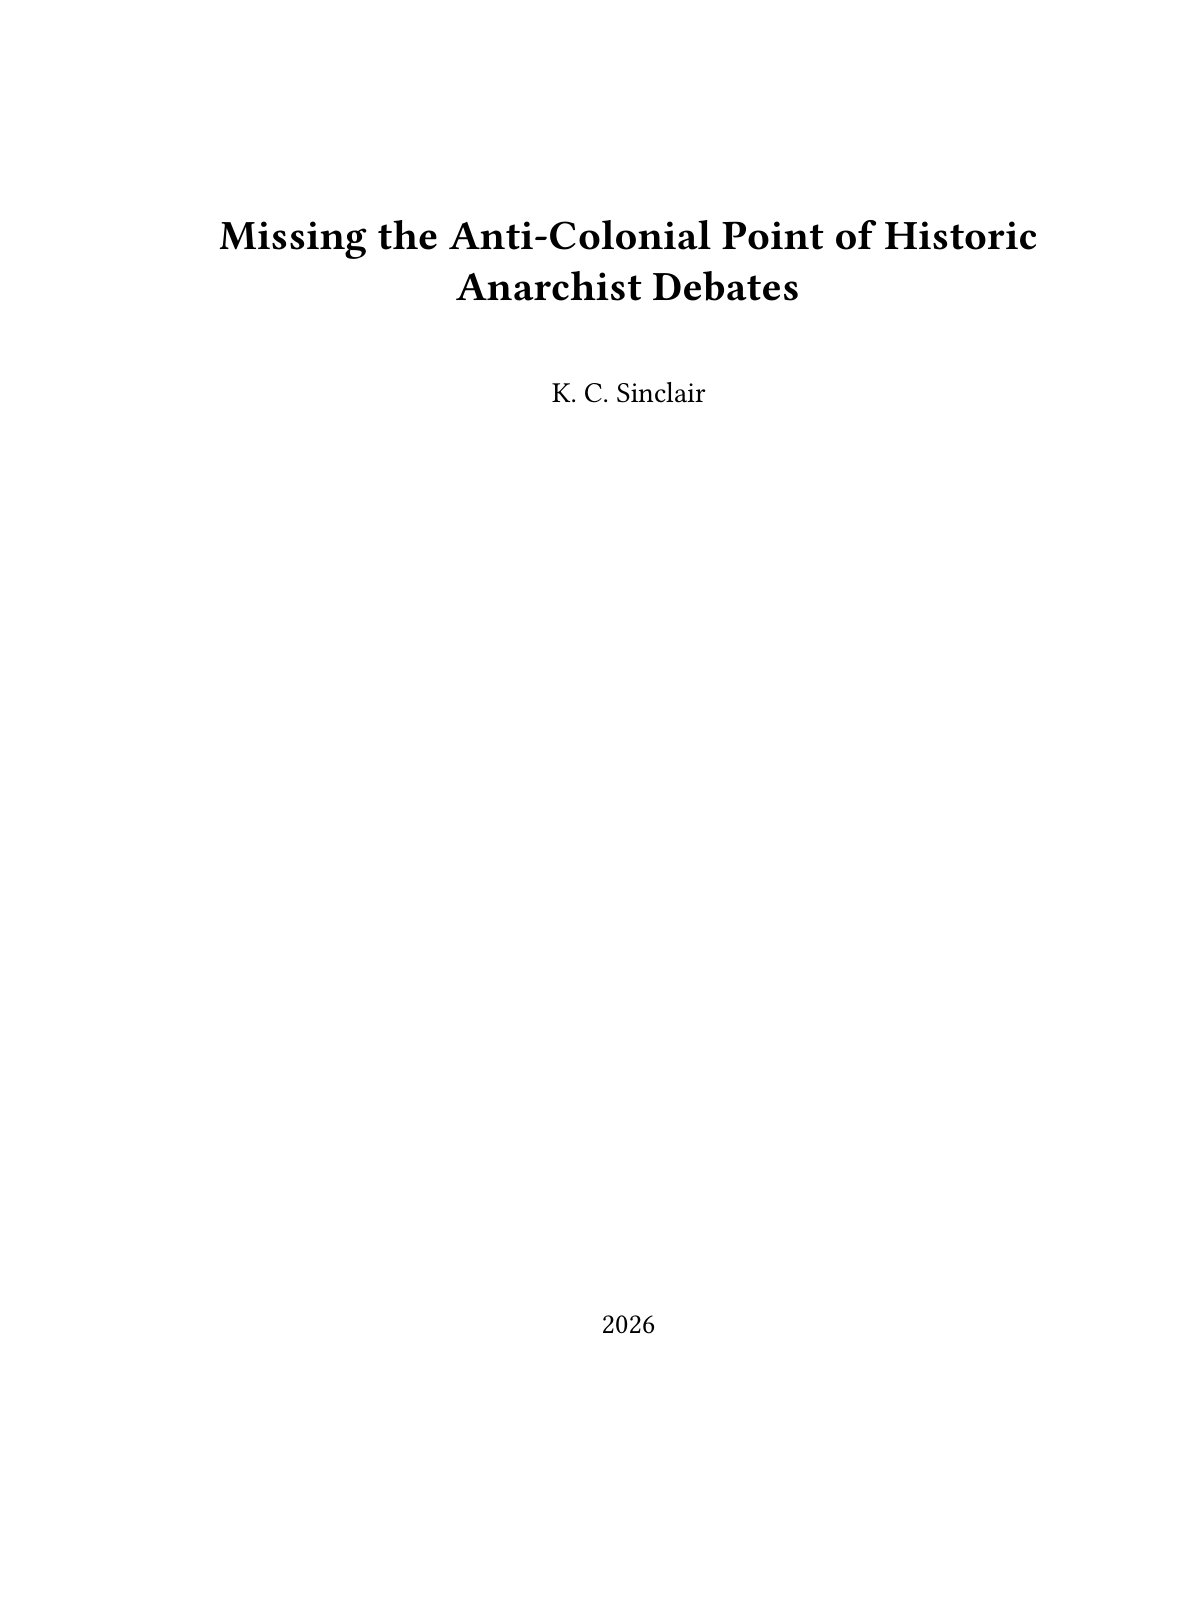 Missing the Anti-Colonial Point of Historic
Anarchist Debates
K. C. Sinclair
2026